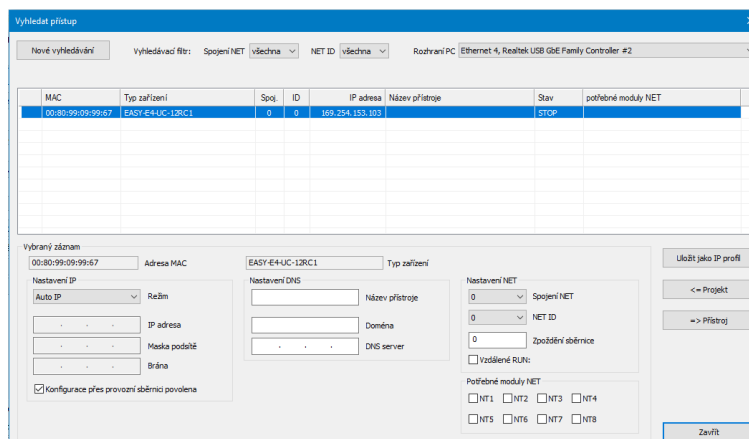 Vyhledat přístup
Nové vyhledávání
Vyhledávací filtr: Spojení NET všechna NET ID všechna Rozhraní PC Ethernet 4, Realtek USB GbE Family Controller #2
MAC Typ zařízení Spoj. ID IP adresa Název přístroje Stav potřebné moduly NET
00:80:99:09:99:67 EASY-E4-UC-12RC1 0 0 169.254.153.103 STOP
Vybraný záznam
00:80:99:09:99:67 Adresa MAC EASY-E4-UC-12RC1 Typ zařízení
Uložit jako IP profil
Nastavení IP
Auto IP Režim
IP adresa
Maska podsítě
Brána
Konfigurace přes provozní sběrnici povolena
Nastavení DNS
Název přístroje
Doména
DNS server
Nastavení NET
0 Spojení NET
0 NET ID
0 Zpoždění sběrnice
Vzdálené RUN:
Potřebné moduly NET
NT1 NT2 NT3 NT4
NT5 NT6 NT7 NT8
<= Projekt
=> Přístroj
Zavřít